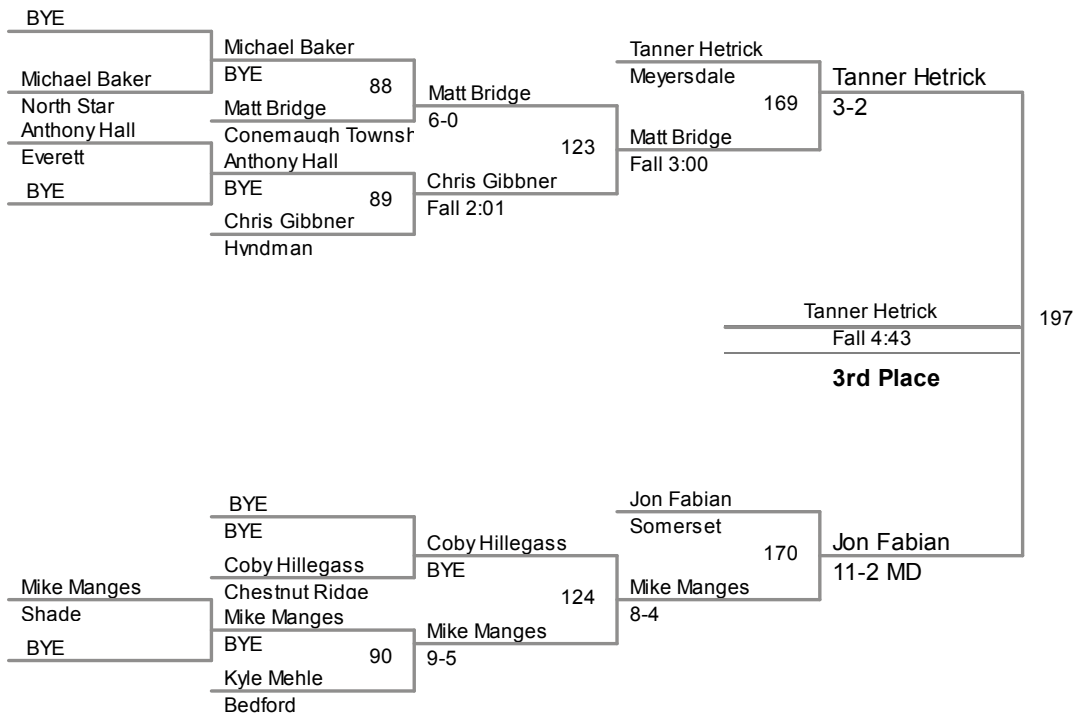 BYE
Michael Baker
North Star
Anthony Hall
Everett
BYE
Michael Baker
BYE
88
Matt Bridge
Conemaugh Townsh
Anthony Hall
BYE
89
Chris Gibbner
Hyndman
Matt Bridge
6-0
123
Chris Gibbner
Fall 2:01
Tanner Hetrick
Meyersdale
169
Matt Bridge
Fall 3:00
Tanner Hetrick
3-2
Tanner Hetrick
197
Fall 4:43
3rd Place
Mike Manges
Shade
BYE
BYE
BYE
Coby Hillegass
Chestnut Ridge
Mike Manges
BYE
90
Kyle Mehle
Bedford
Coby Hillegass
BYE
124
Mike Manges
9-5
Jon Fabian
Somerset
170
Mike Manges
8-4
Jon Fabian
11-2 MD